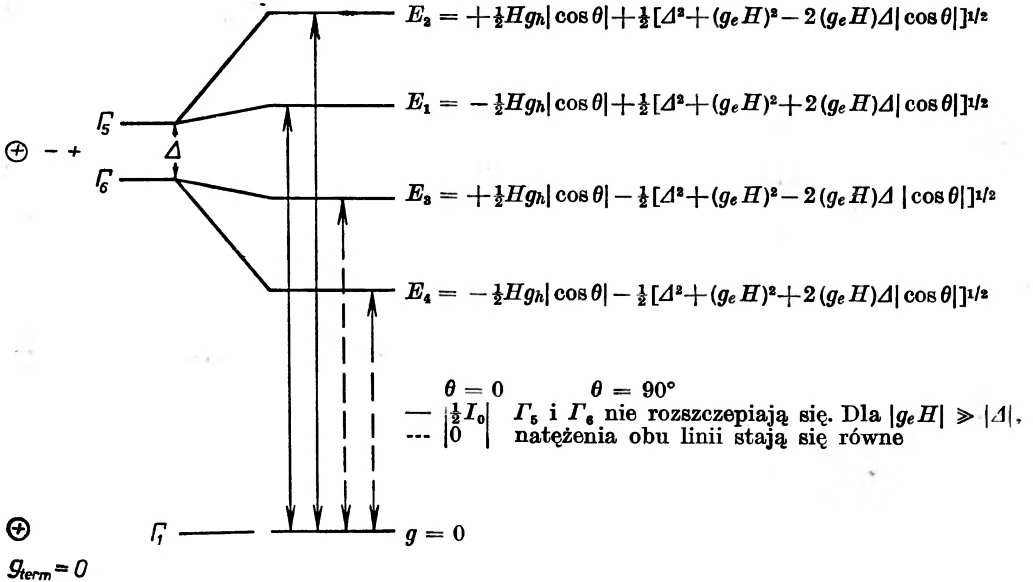 E₂ = +½Hgₕ|cos θ|+½[Δ²+(gₑH)²−2(gₑH)Δ|cos θ|]^1/2
E₁ = −½Hgₕ|cos θ|+½[Δ²+(gₑH)²+2(gₑH)Δ|cos θ|]^1/2
Γ₅
⊕ − + Δ
Γ₆
E₃ = +½Hgₕ|cos θ|−½[Δ²+(gₑH)²−2(gₑH)Δ |cos θ|]^1/2
E₄ = −½Hgₕ|cos θ|−½[Δ²+(gₑH)²+2(gₑH)Δ|cos θ|]^1/2
θ = 0 θ = 90°
— |½I₀| Γ₅ i Γ₆ nie rozszczepiają się. Dla |gₑH| ⩾ |Δ|,
--- |0| natężenia obu linii stają się równe
⊕ Γ₁ g = 0
g_term = 0